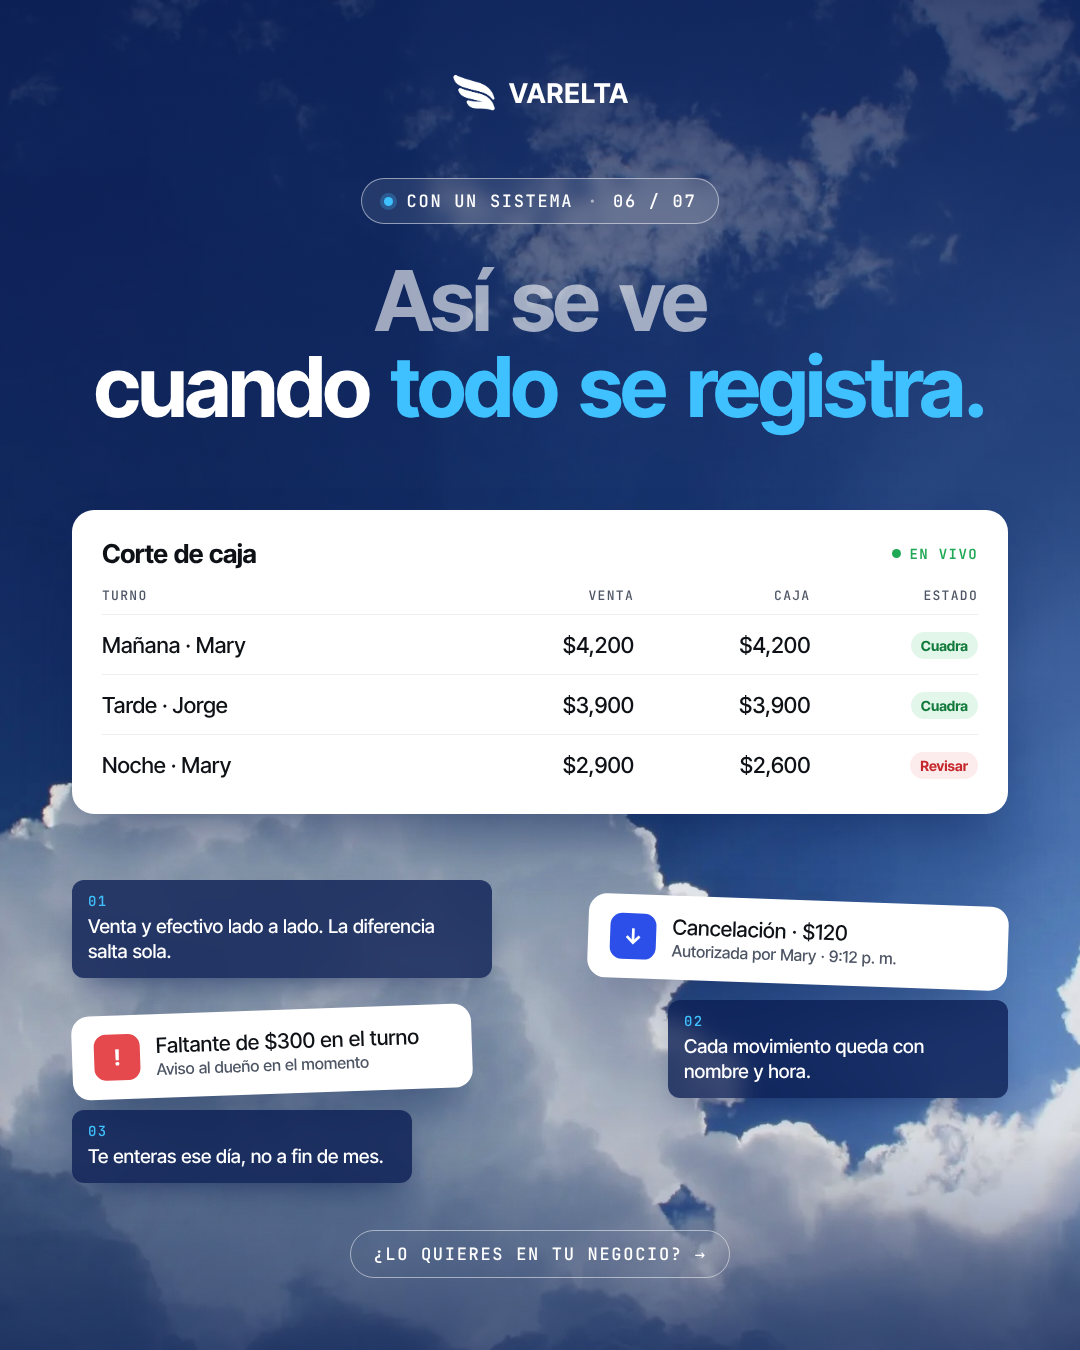 VARELTA
CON UN SISTEMA · 06 / 07
Así se ve
cuando todo se registra.
Corte de caja
EN VIVO
TURNO VENTA CAJA ESTADO
Mañana · Mary $4,200 $4,200 Cuadra
Tarde · Jorge $3,900 $3,900 Cuadra
Noche · Mary $2,900 $2,600 Revisar
01
Venta y efectivo lado a lado. La diferencia
salta sola.
Cancelación · $120
Autorizada por Mary · 9:12 p. m.
02
Cada movimiento queda con
nombre y hora.
!
Faltante de $300 en el turno
Aviso al dueño en el momento
03
Te enteras ese día, no a fin de mes.
¿LO QUIERES EN TU NEGOCIO? →